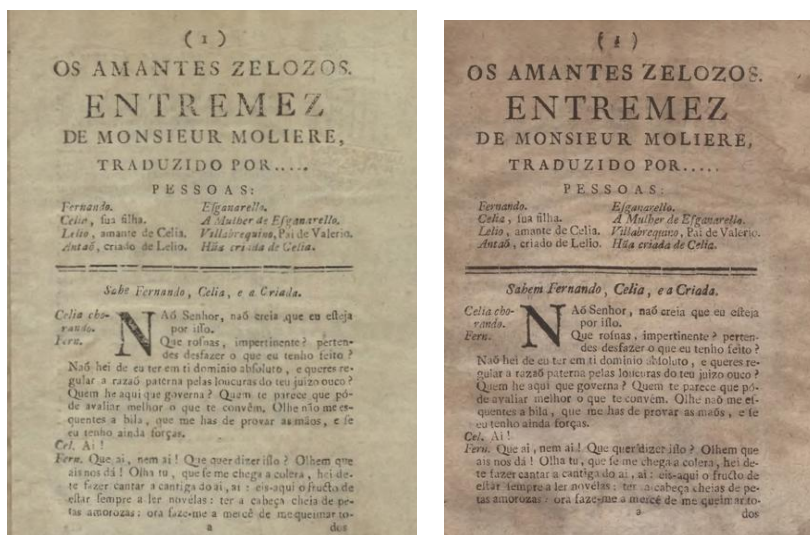 ( 1 )
OS AMANTES ZELOZOS.
ENTREMEZ
DE MONSIEUR MOLIERE,
TRADUZIDO POR.....
PESSOAS:
Fernando. Eſganarello.
Celia, ſua filha. A Mulher de Eſganarello.
Lelio, amante de Celia. Villabrequino, Pai de Valerio.
Antaõ, criado de Lelio. Hũa criada de Celia.
Sahe Fernando, Celia, e a Criada.
Celia cho- NAõ Senhor, naõ creia que eu eſteja
rando. por iſſo.
Fern. Que roſnas, impertinente? perten-
des desfazer o que eu tenho feito?
Naõ hei de eu ter em ti dominio abſoluto, e queres re-
gular a razaõ paterna pelas loucuras do teu juizo ouco?
Quem he aqui que governa? Quem te parece que pó-
de avaliar melhor o que te convêm. Olhe não me eſ-
quentes a bila, que me has de provar as mãos, e ſe
eu tenho ainda forças.
Cel. Ai!
Fern. Que ai, nem ai! Que quer dizer iſſo? Olhem que
ais nos dá! Olha tu, que ſe me chega a colera, hei de-
te fazer cantar a cantiga do ai, ai: eis-aqui o fructo de
eſtar ſempre a ler novelas: ter a cabeça cheia de pe-
tas amorozas: ora faze-me a mercê de me queimar to-
a dos
( 1 )
OS AMANTES ZELOZOS.
ENTREMEZ
DE MONSIEUR MOLIERE,
TRADUZIDO POR.....
PESSOAS:
Fernando. Eſganarello.
Celia, ſua filha. A Mulher de Eſganarello.
Lelio, amante de Celia. Villabrequino, Pai de Valerio.
Antaõ, criado de Lelio. Hũa criada de Celia.
Sahem Fernando, Celia, e a Criada.
Celia cho- NAõ Senhor, naõ creia que eu eſteja
rando. por iſſo.
Fern. Que roſnas, impertinente? perten-
des desfazer o que eu tenho feito?
Naõ hei de eu ter em ti dominio abſoluto, e queres re-
gular a razaõ paterna pelas loucuras do teu juizo ouco?
Quem he aqui que governa? Quem te parece que pó-
de avaliar melhor o que te convêm. Olhe naõ me eſ-
quentes a bila, que me has de provar as maõs, e ſe
eu tenho ainda forças.
Cel. Ai!
Fern. Que ai, nem ai! Que quer dizer iſſo? Olhem que
ais nos dá! Olha tu, que ſe me chega a colera, hei de-
te fazer cantar a cantiga do ai, ai: eis-aqui o fructo de
eſtar ſempre a ler novelas: ter a cabeça cheias de pe-
tas amorozas: ora faze-me a mercê de me queimar to-
a dos